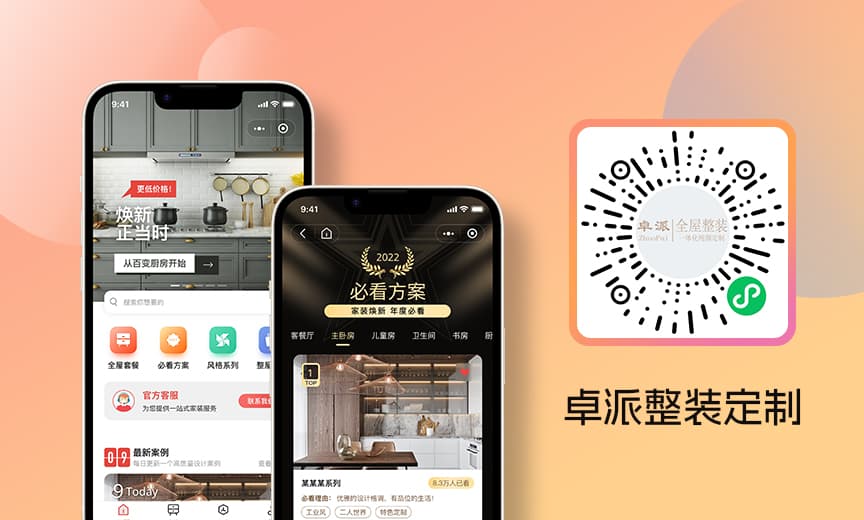 9:41
更低价格!
焕新
正当时
从百变厨房开始
搜索你想要的
全屋套餐
必看方案
风格系列
整屋
官方客服
为您提供一站式家装服务
联系我
09
最新案例
每日更新一个高质量设计案例
查看
9 Today
9:41
2022
必看方案
家装焕新 年度必看
客餐厅 主卧房 儿童房 卫生间 书房 厨
1
TOP
某某某系列
8.3万人已看
必看理由: 优雅的设计格调,有品位的生活!
工业风 二人世界 特色定制
卓派 全屋整装
ZhuoPai 一体化纯简定制
卓派整装定制